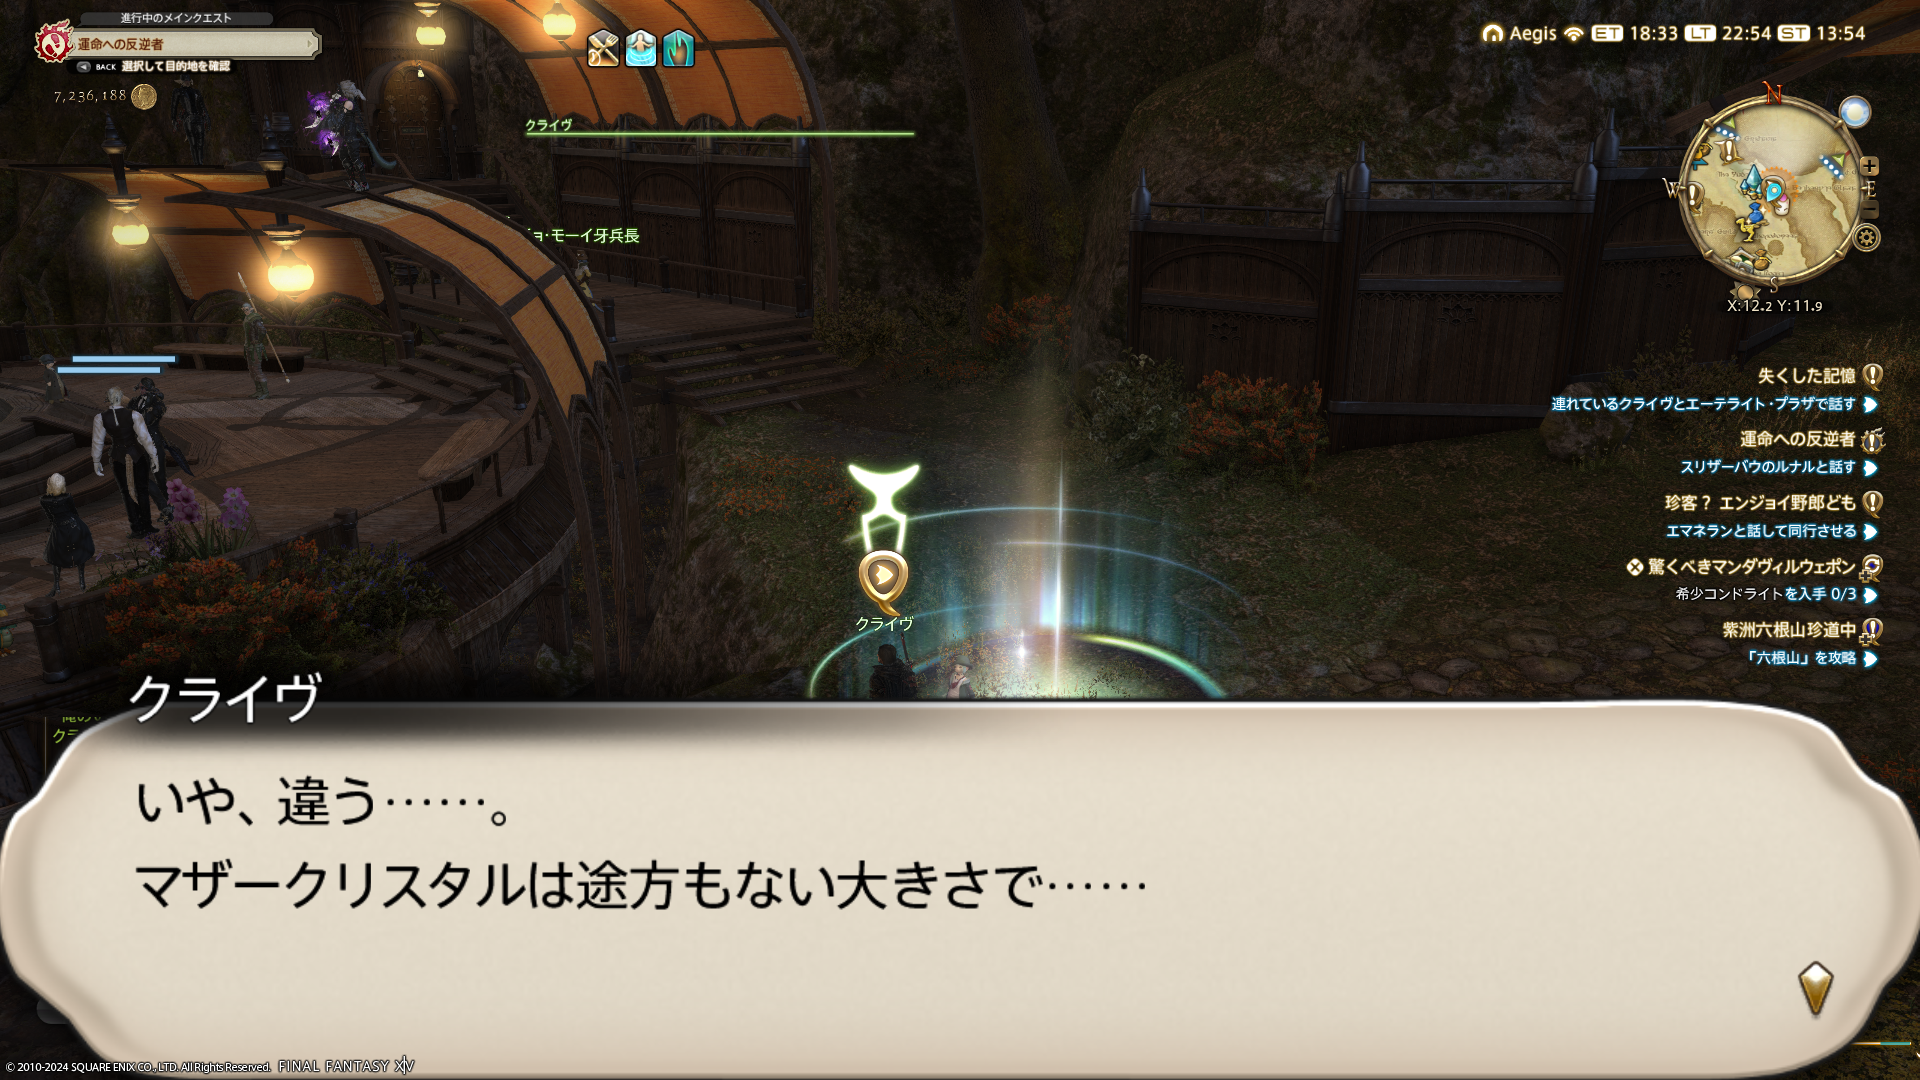 進行中のメインクエスト
運命への反逆者
BACK 選択して目的地を確認
7,236,188
Aegis ET 18:33 LT 22:54 ST 13:54
クライヴ
ョ・モーイ牙兵長
N
W
E
S
X:12.2 Y:11.9
失くした記憶
連れているクライヴとエーテライト・プラザで話す
運命への反逆者
スリザーバウのルナルと話す
珍客？ エンジョイ野郎ども
エマネランと話して同行させる
驚くべきマンダヴィルウェポン
希少コンドライトを入手 0/3
紫洲六根山珍道中
「六根山」を攻略
クライヴ
クライヴ
いや、違う……。
マザークリスタルは途方もない大きさで……
© 2010-2024 SQUARE ENIX CO., LTD. All Rights Reserved. FINAL FANTASY XIV